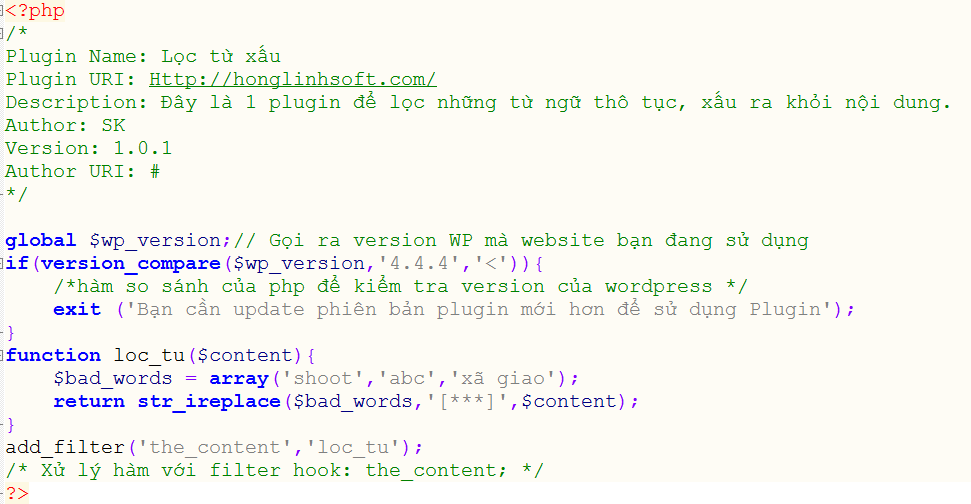 <?php
/*
Plugin Name: Lọc từ xấu
Plugin URI: Http://honglinhsoft.com/
Description: Đây là 1 plugin để lọc những từ ngữ thô tục, xấu ra khỏi nội dung.
Author: SK
Version: 1.0.1
Author URI: #
*/
global $wp_version;// Gọi ra version WP mà website bạn đang sử dụng
if(version_compare($wp_version,'4.4.4','<')){
/*hàm so sánh của php để kiểm tra version của wordpress */
exit ('Bạn cần update phiên bản plugin mới hơn để sử dụng Plugin');
}
function loc_tu($content){
$bad_words = array('shoot','abc','xã giao');
return str_ireplace($bad_words,'[***]',$content);
}
add_filter('the_content','loc_tu');
/* Xử lý hàm với filter hook: the_content; */
?>